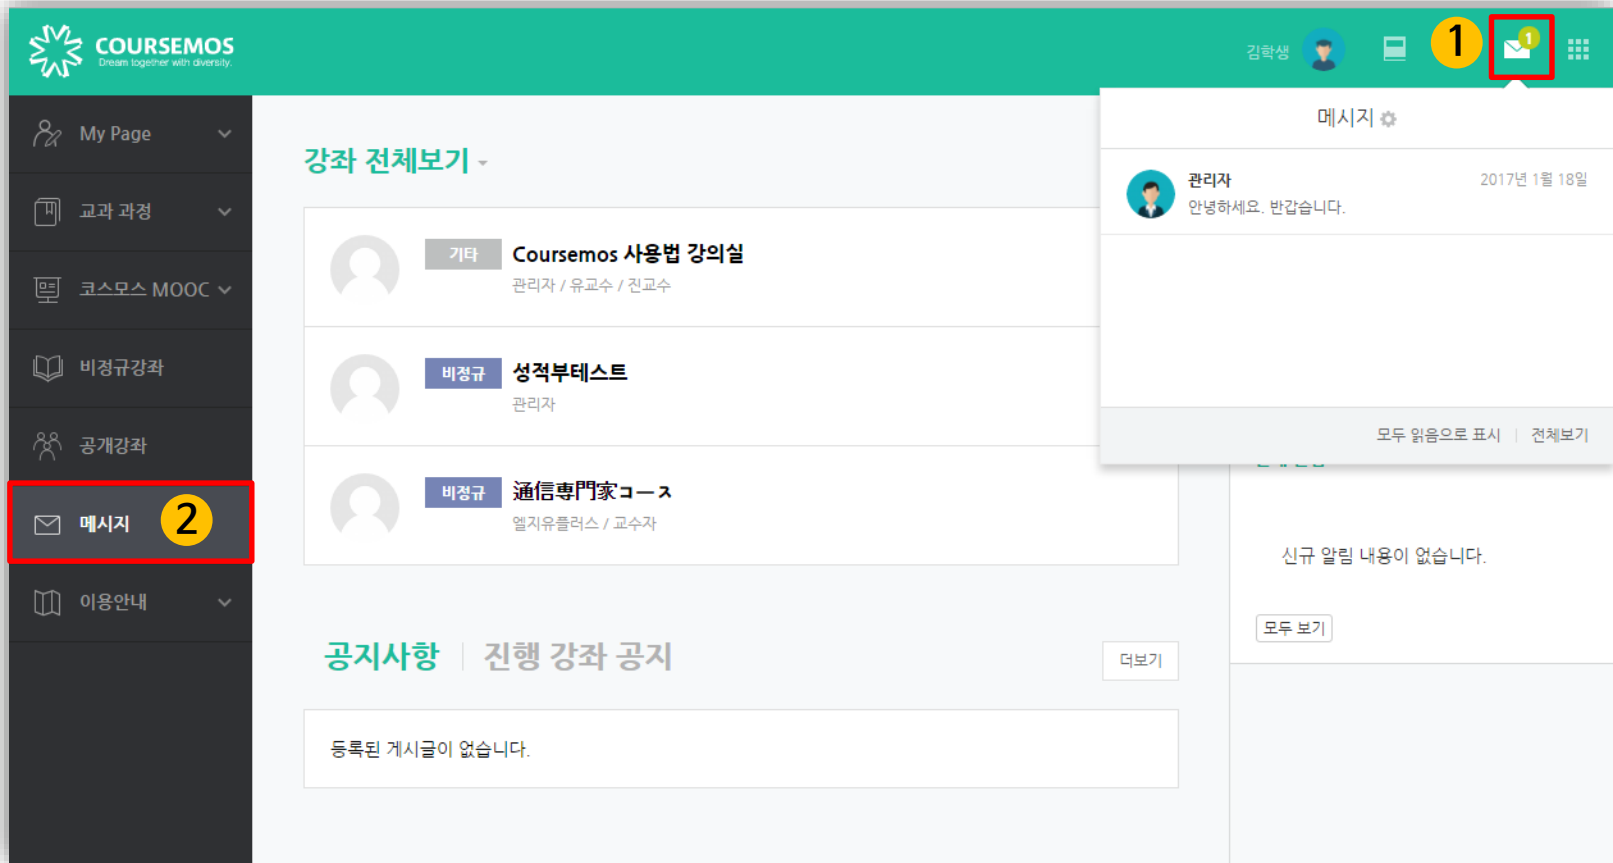 COURSEMOS
Dream together with diversity.
김학생
1
1
My Page
교과 과정
코스모스 MOOC
비정규강좌
공개강좌
메시지
2
이용안내
강좌 전체보기
기타
Coursemos 사용법 강의실
관리자 / 유교수 / 진교수
비정규
성적부테스트
관리자
비정규
通信専門家コース
엘지유플러스 / 교수자
공지사항
진행 강좌 공지
더보기
등록된 게시글이 없습니다.
메시지
관리자
2017년 1월 18일
안녕하세요. 반갑습니다.
모두 읽음으로 표시
전체보기
신규 알림 내용이 없습니다.
모두 보기